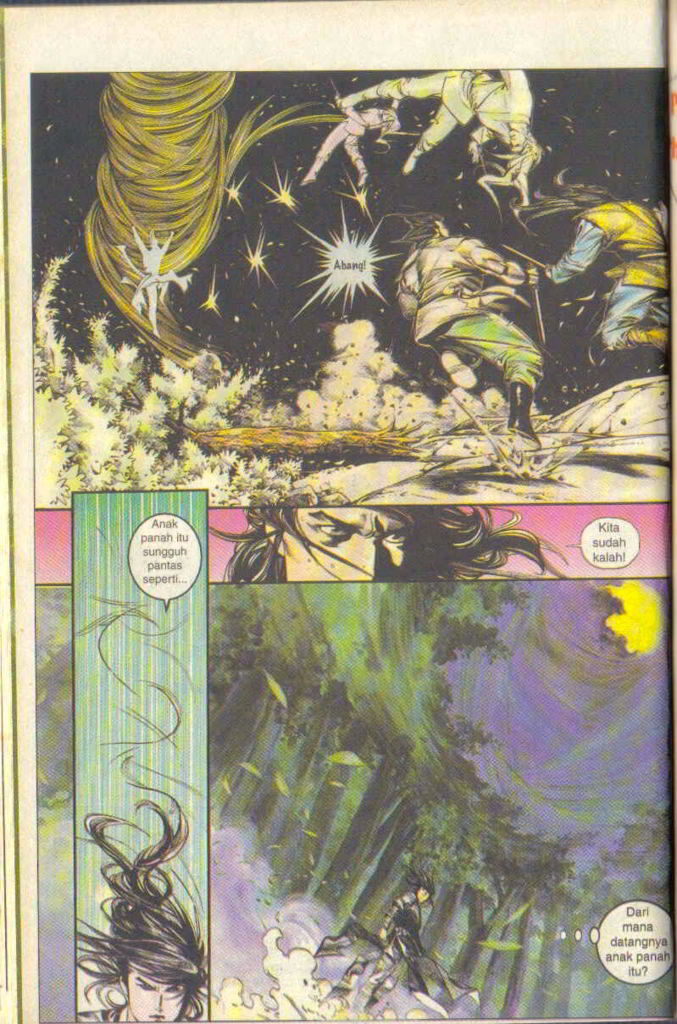 Abang!
Anak
panah itu
sungguh
pantas
seperti...
Kita
sudah
kalah!
Dari
mana
datangnya
anak panah
itu?